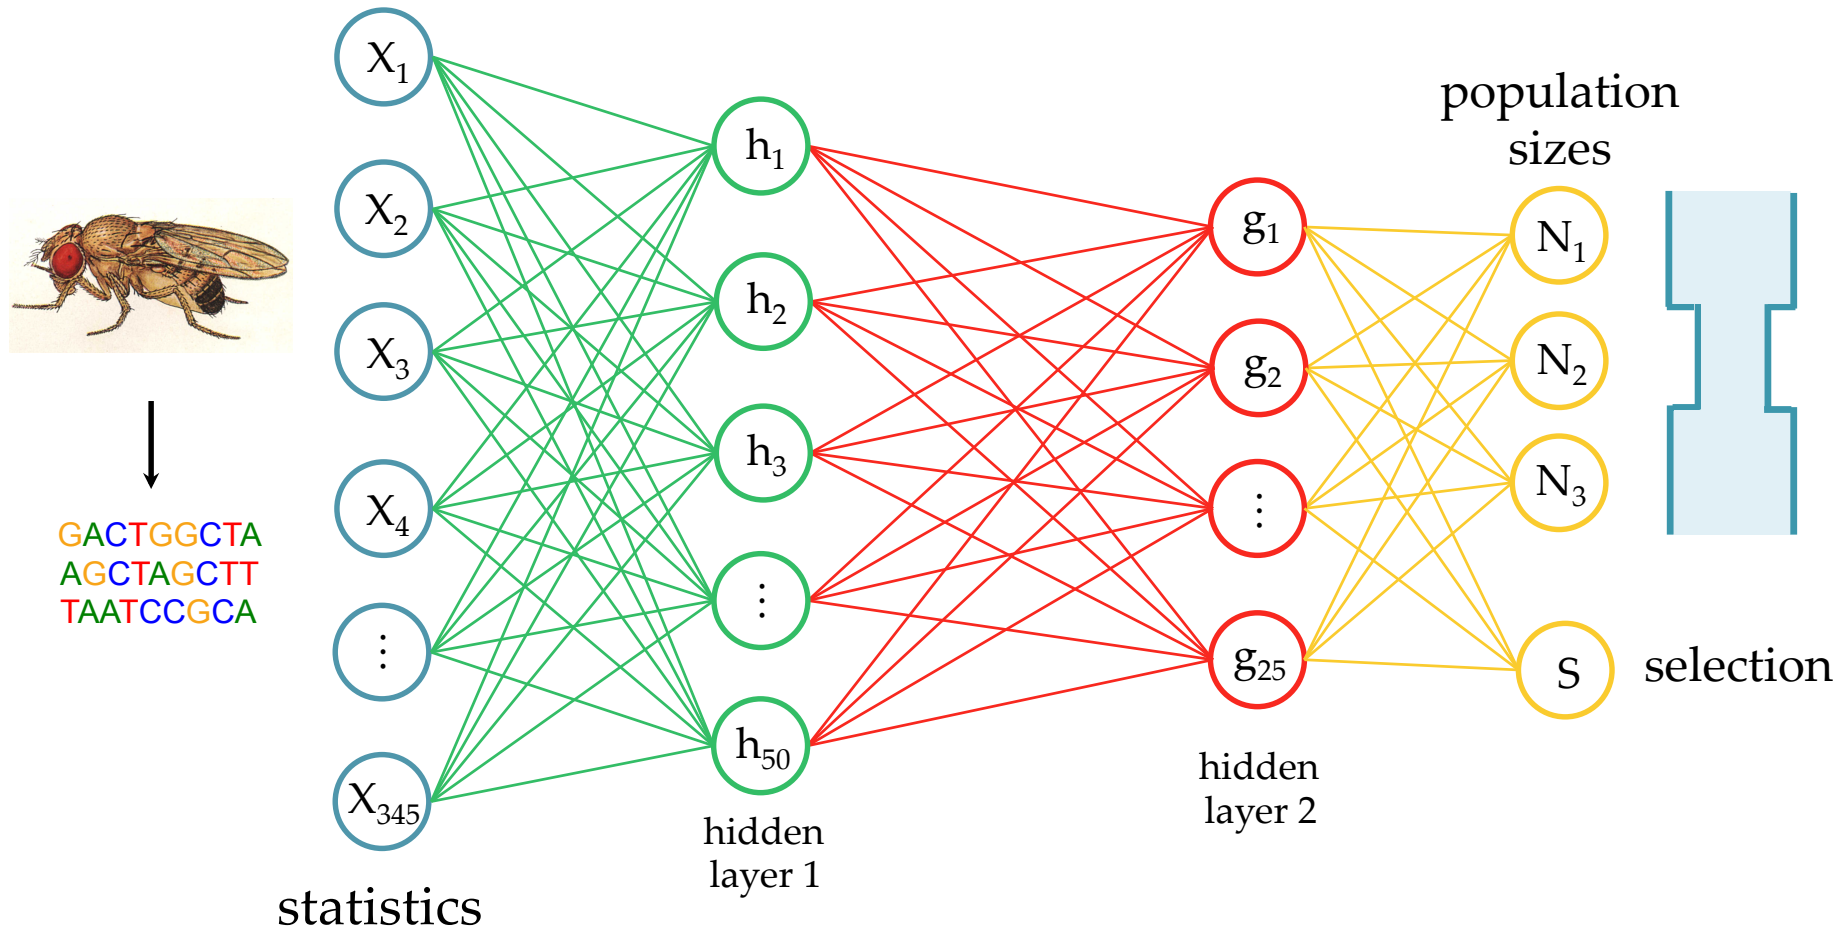 GACTGGCTA
AGCTAGCTT
TAATCCGCA
X₁
X₂
X₃
X₄
⋮
X₃₄₅
statistics
h₁
h₂
h₃
⋮
h₅₀
hidden
layer 1
g₁
g₂
⋮
g₂₅
hidden
layer 2
population
sizes
N₁
N₂
N₃
S
selection